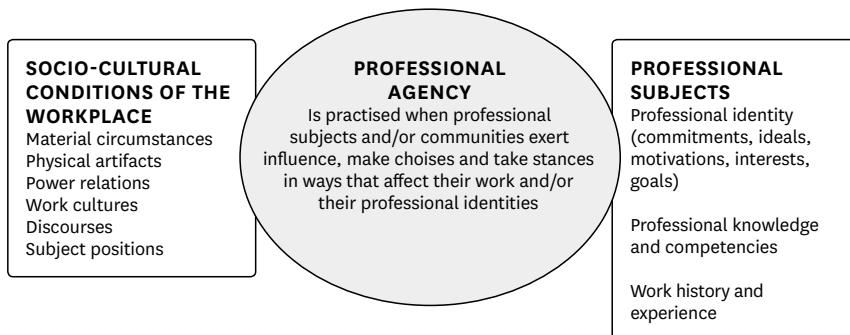 SOCIO-CULTURAL
CONDITIONS OF THE
WORKPLACE
Material circumstances
Physical artifacts
Power relations
Work cultures
Discourses
Subject positions
PROFESSIONAL
AGENCY
Is practised when professional
subjects and/or communities exert
influence, make choises and take stances
in ways that affect their work and/or
their professional identities
PROFESSIONAL
SUBJECTS
Professional identity
(commitments, ideals,
motivations, interests,
goals)
Professional knowledge
and competencies
Work history and
experience